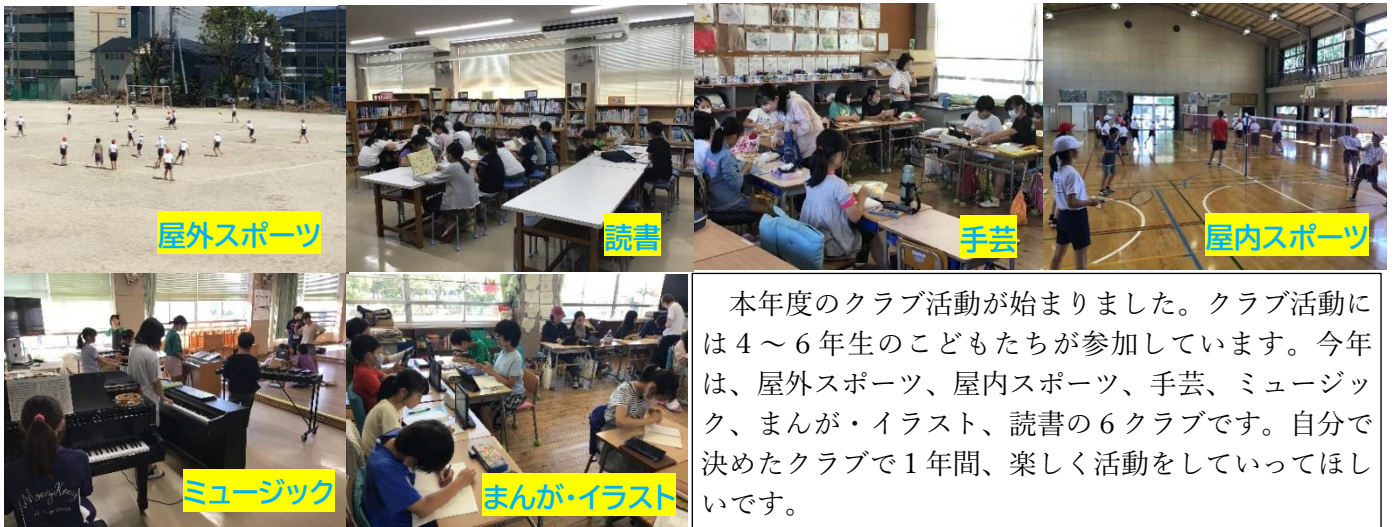 屋外スポーツ
読書
手芸
屋内スポーツ
ミュージック
まんが・イラスト
本年度のクラブ活動が始まりました。クラブ活動に
は４～６年生のこどもたちが参加しています。今年
は、屋外スポーツ、屋内スポーツ、手芸、ミュージッ
ク、まんが・イラスト、読書の６クラブです。自分で
決めたクラブで１年間、楽しく活動をしていってほし
いです。